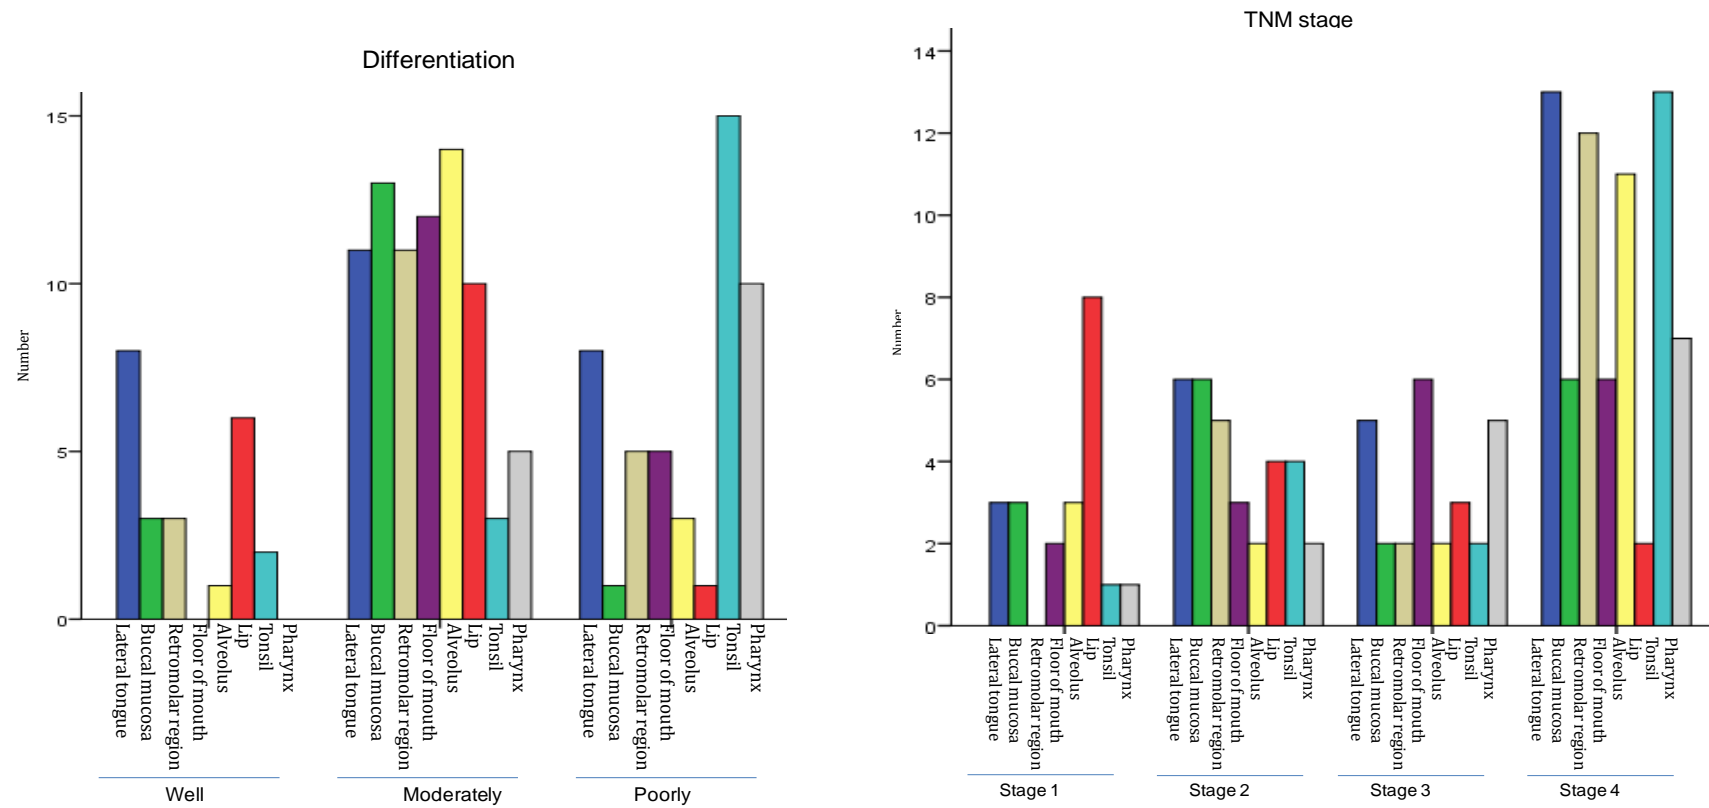 Differentiation
Number
15
10
5
0
Lateral tongue
Buccal mucosa
Retromolar region
Floor of mouth
Alveolus
Lip
Tonsil
Pharynx
Lateral tongue
Buccal mucosa
Retromolar region
Floor of mouth
Alveolus
Lip
Tonsil
Pharynx
Lateral tongue
Buccal mucosa
Retromolar region
Floor of mouth
Alveolus
Lip
Tonsil
Pharynx
Well
Moderately
Poorly
TNM stage
Number
14
12
10
8
6
4
2
0
Lateral tongue
Buccal mucosa
Retromolar region
Floor of mouth
Alveolus
Lip
Tonsil
Pharynx
Lateral tongue
Buccal mucosa
Retromolar region
Floor of mouth
Alveolus
Lip
Tonsil
Pharynx
Lateral tongue
Buccal mucosa
Retromolar region
Floor of mouth
Alveolus
Lip
Tonsil
Pharynx
Lateral tongue
Buccal mucosa
Retromolar region
Floor of mouth
Alveolus
Lip
Tonsil
Pharynx
Stage 1
Stage 2
Stage 3
Stage 4